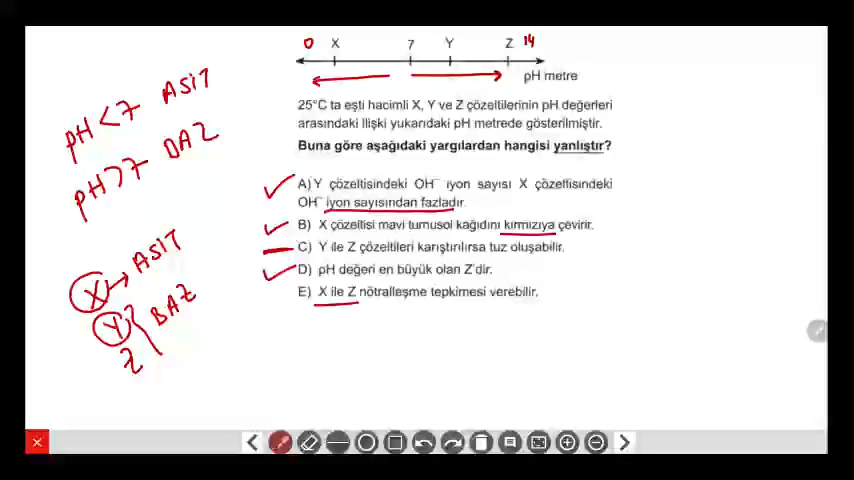 0 X 7 Y Z 14
pH metre
pH<7 ASİT
pH>7 BAZ
25°C ta eşti hacimli X, Y ve Z çözeltilerinin pH değerleri
arasındaki ilişki yukarıdaki pH metrede gösterilmiştir.
Buna göre aşağıdaki yargılardan hangisi yanlıştır?
A) Y çözeltisindeki OH⁻ iyon sayısı X çözeltisindeki
OH⁻ iyon sayısından fazladır.
B) X çözeltisi mavi turnusol kağıdını kırmızıya çevirir.
C) Y ile Z çözeltileri karıştırılırsa tuz oluşabilir.
D) pH değeri en büyük olan Z'dir.
E) X ile Z nötralleşme tepkimesi verebilir.
X → ASİT
Y } BAZ
Z